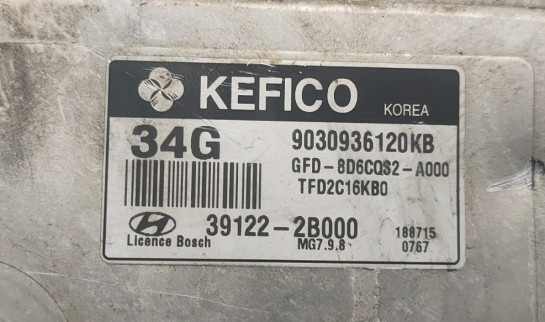 KEFICO KOREA
34G 9030936120KB
GFD-8D6CQS2-A000
TFD2C16KB0
39122-2B000 188715
Licence Bosch MG7.9.8 0767